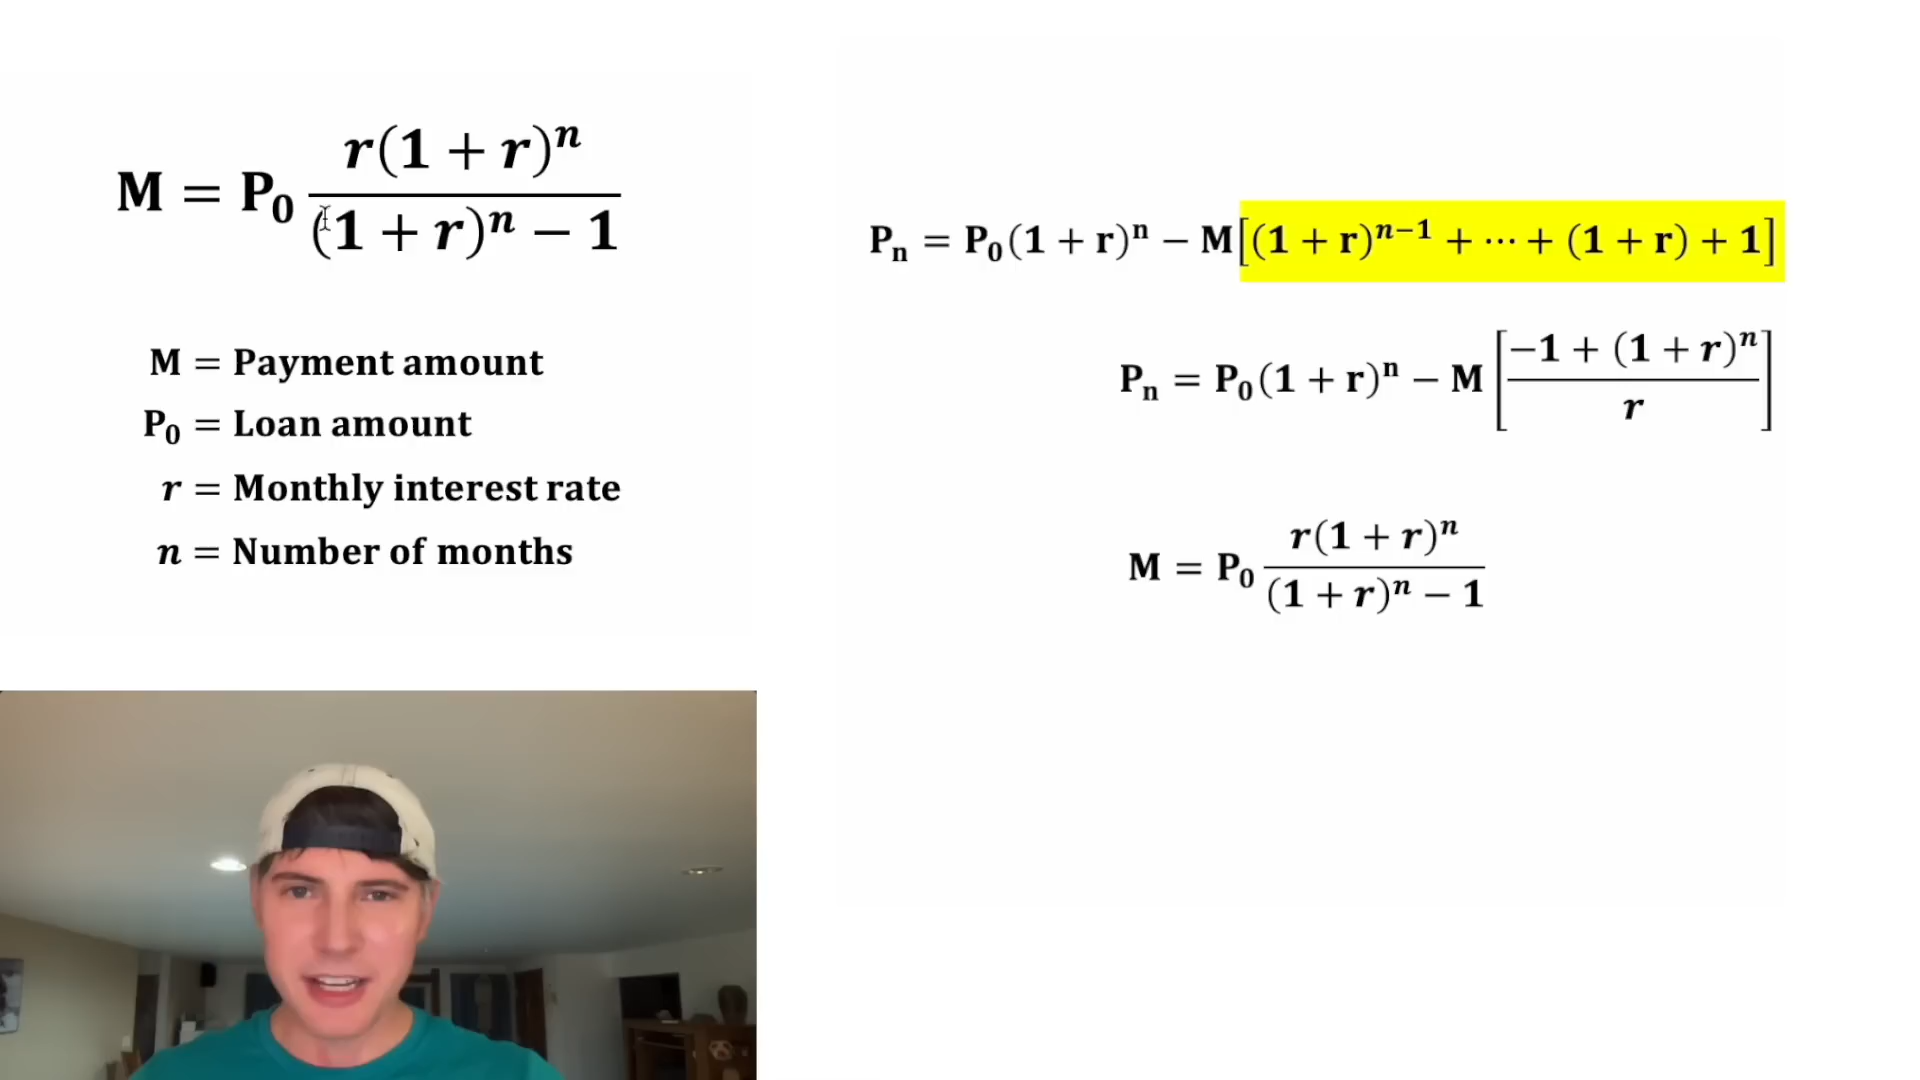 M = P₀ r(1 + r)ⁿ / (1 + r)ⁿ − 1
M = Payment amount
P₀ = Loan amount
r = Monthly interest rate
n = Number of months
Pₙ = P₀(1 + r)ⁿ − M[(1 + r)ⁿ⁻¹ + ⋯ + (1 + r) + 1]
Pₙ = P₀(1 + r)ⁿ − M[−1 + (1 + r)ⁿ / r]
M = P₀ r(1 + r)ⁿ / (1 + r)ⁿ − 1